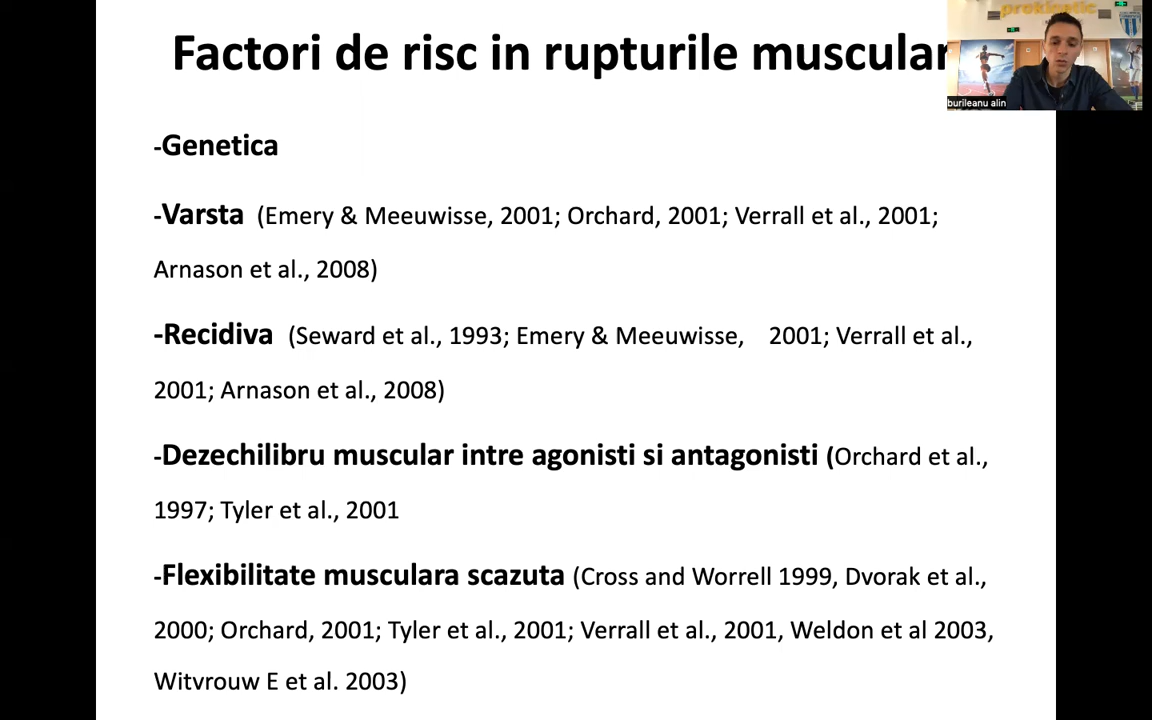 Factori de risc in rupturile muscular
prokinetic
burileanu alin
-Genetica
-Varsta (Emery & Meeuwisse, 2001; Orchard, 2001; Verrall et al., 2001;
Arnason et al., 2008)
-Recidiva (Seward et al., 1993; Emery & Meeuwisse, 2001; Verrall et al.,
2001; Arnason et al., 2008)
-Dezechilibru muscular intre agonisti si antagonisti (Orchard et al.,
1997; Tyler et al., 2001
-Flexibilitate musculara scazuta (Cross and Worrell 1999, Dvorak et al.,
2000; Orchard, 2001; Tyler et al., 2001; Verrall et al., 2001, Weldon et al 2003,
Witvrouw E et al. 2003)